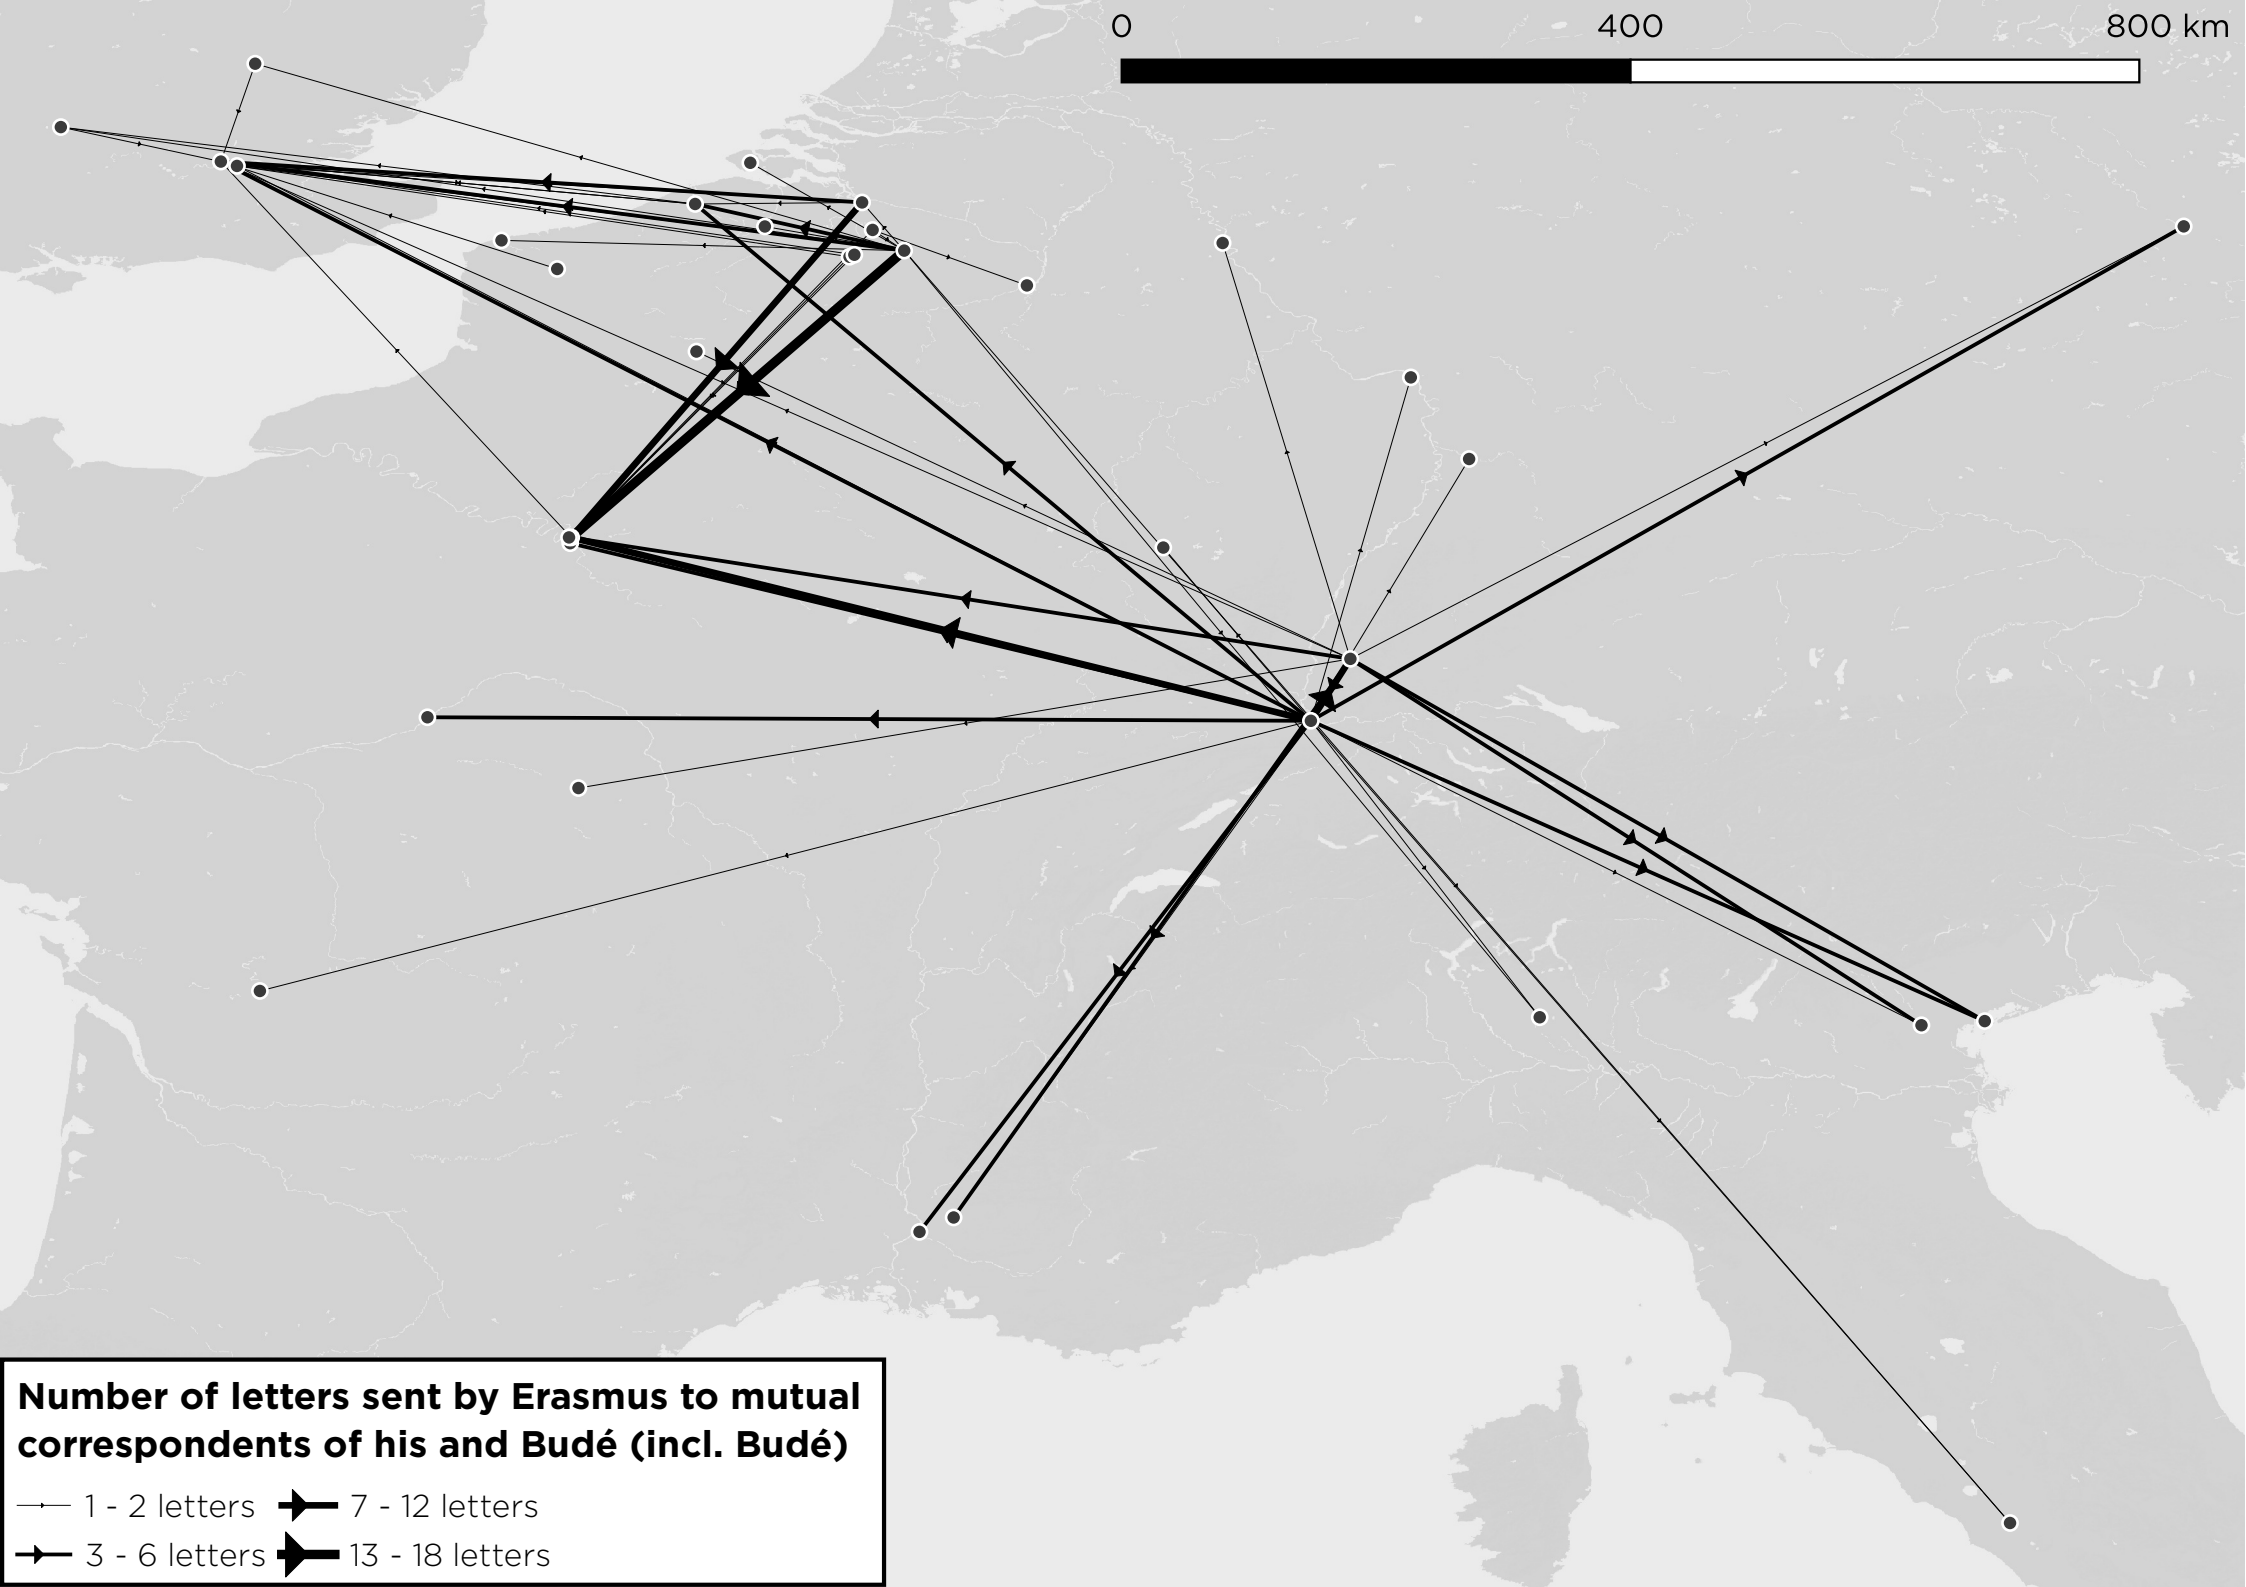 0 400 800 km
Number of letters sent by Erasmus to mutual
correspondents of his and Budé (incl. Budé)
1 - 2 letters 7 - 12 letters
3 - 6 letters 13 - 18 letters